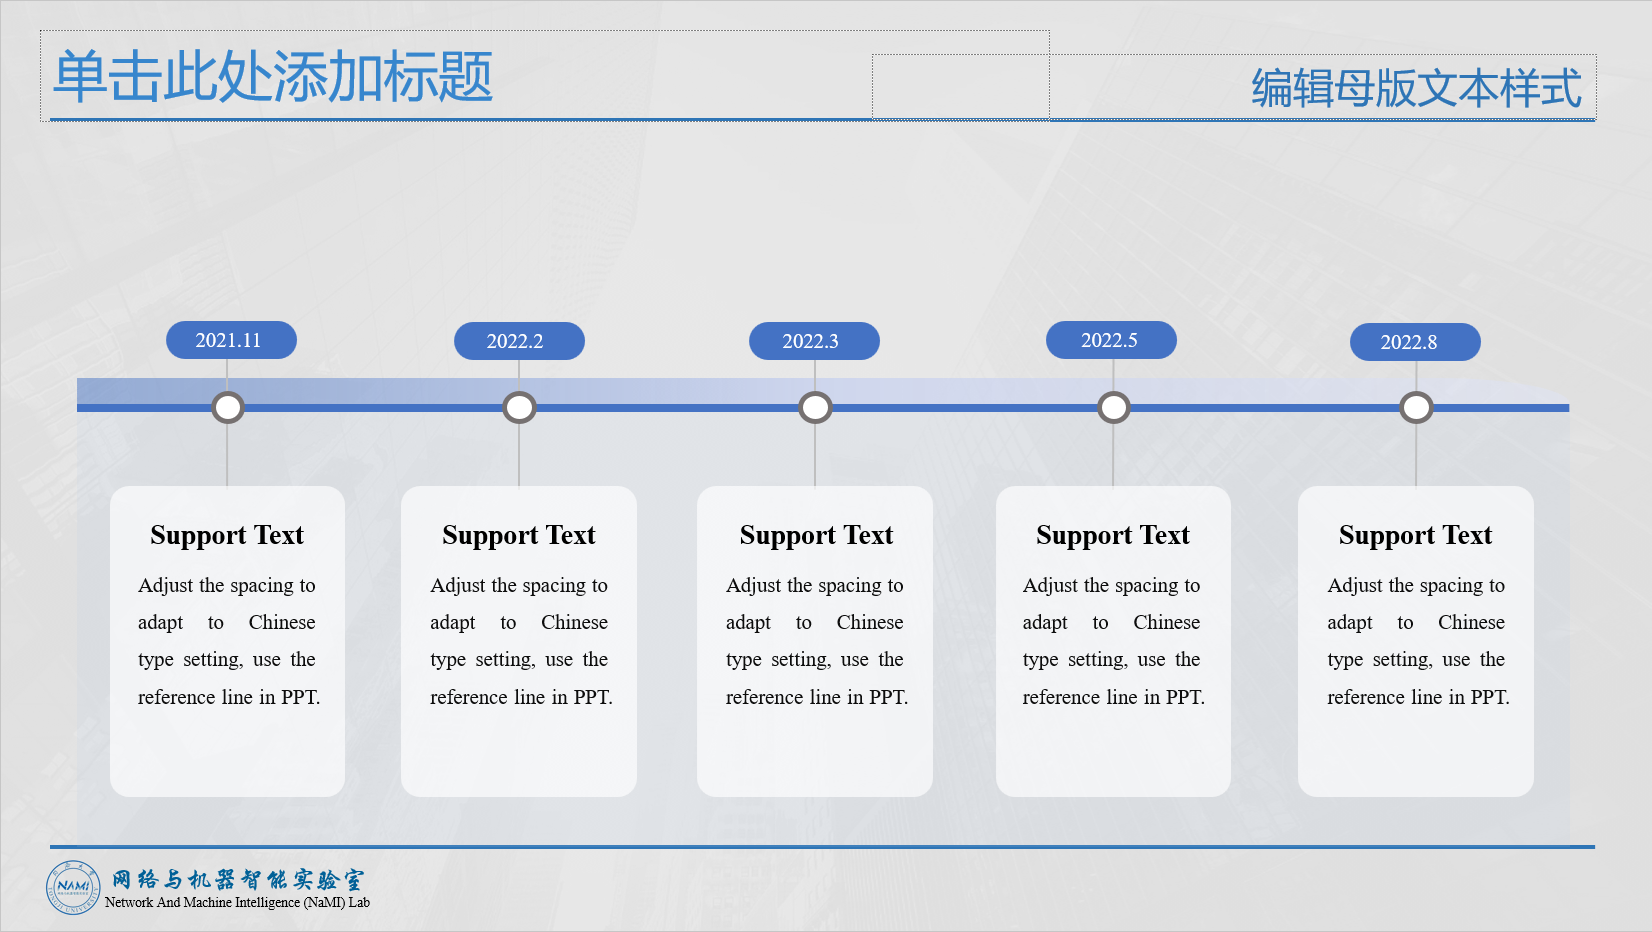 单击此处添加标题
编辑母版文本样式
2021.11
2022.2
2022.3
2022.5
2022.8
Support Text
Adjust the spacing to
adapt to Chinese
type setting, use the
reference line in PPT.
Support Text
Adjust the spacing to
adapt to Chinese
type setting, use the
reference line in PPT.
Support Text
Adjust the spacing to
adapt to Chinese
type setting, use the
reference line in PPT.
Support Text
Adjust the spacing to
adapt to Chinese
type setting, use the
reference line in PPT.
Support Text
Adjust the spacing to
adapt to Chinese
type setting, use the
reference line in PPT.
NAMI
TONGJI UNIVERSITY
网络与机器智能实验室
Network And Machine Intelligence (NaMI) Lab